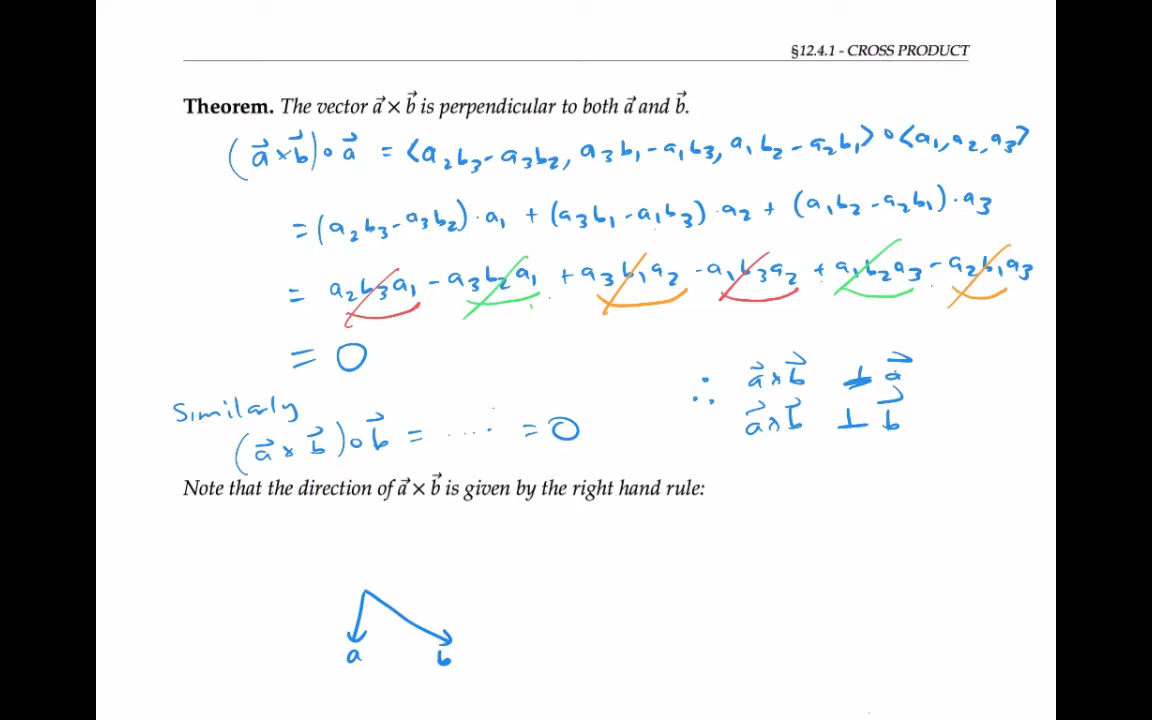 §12.4.1 - CROSS PRODUCT
Theorem. The vector a⃗ × b⃗ is perpendicular to both a⃗ and b⃗.
(a⃗ × b⃗) ∘ a⃗ = ⟨a₂b₃ - a₃b₂, a₃b₁ - a₁b₃, a₁b₂ - a₂b₁⟩ ∘ ⟨a₁, a₂, a₃⟩
= (a₂b₃ - a₃b₂) · a₁ + (a₃b₁ - a₁b₃) · a₂ + (a₁b₂ - a₂b₁) · a₃
= a₂b₃a₁ - a₃b₂a₁ + a₃b₁a₂ - a₁b₃a₂ + a₁b₂a₃ - a₂b₁a₃
= 0
∴ a⃗ × b⃗ ⊥ a⃗
a⃗ × b⃗ ⊥ b⃗
Similarly
(a⃗ × b⃗) ∘ b⃗ = ..... = 0
Note that the direction of a⃗ × b⃗ is given by the right hand rule:
a b